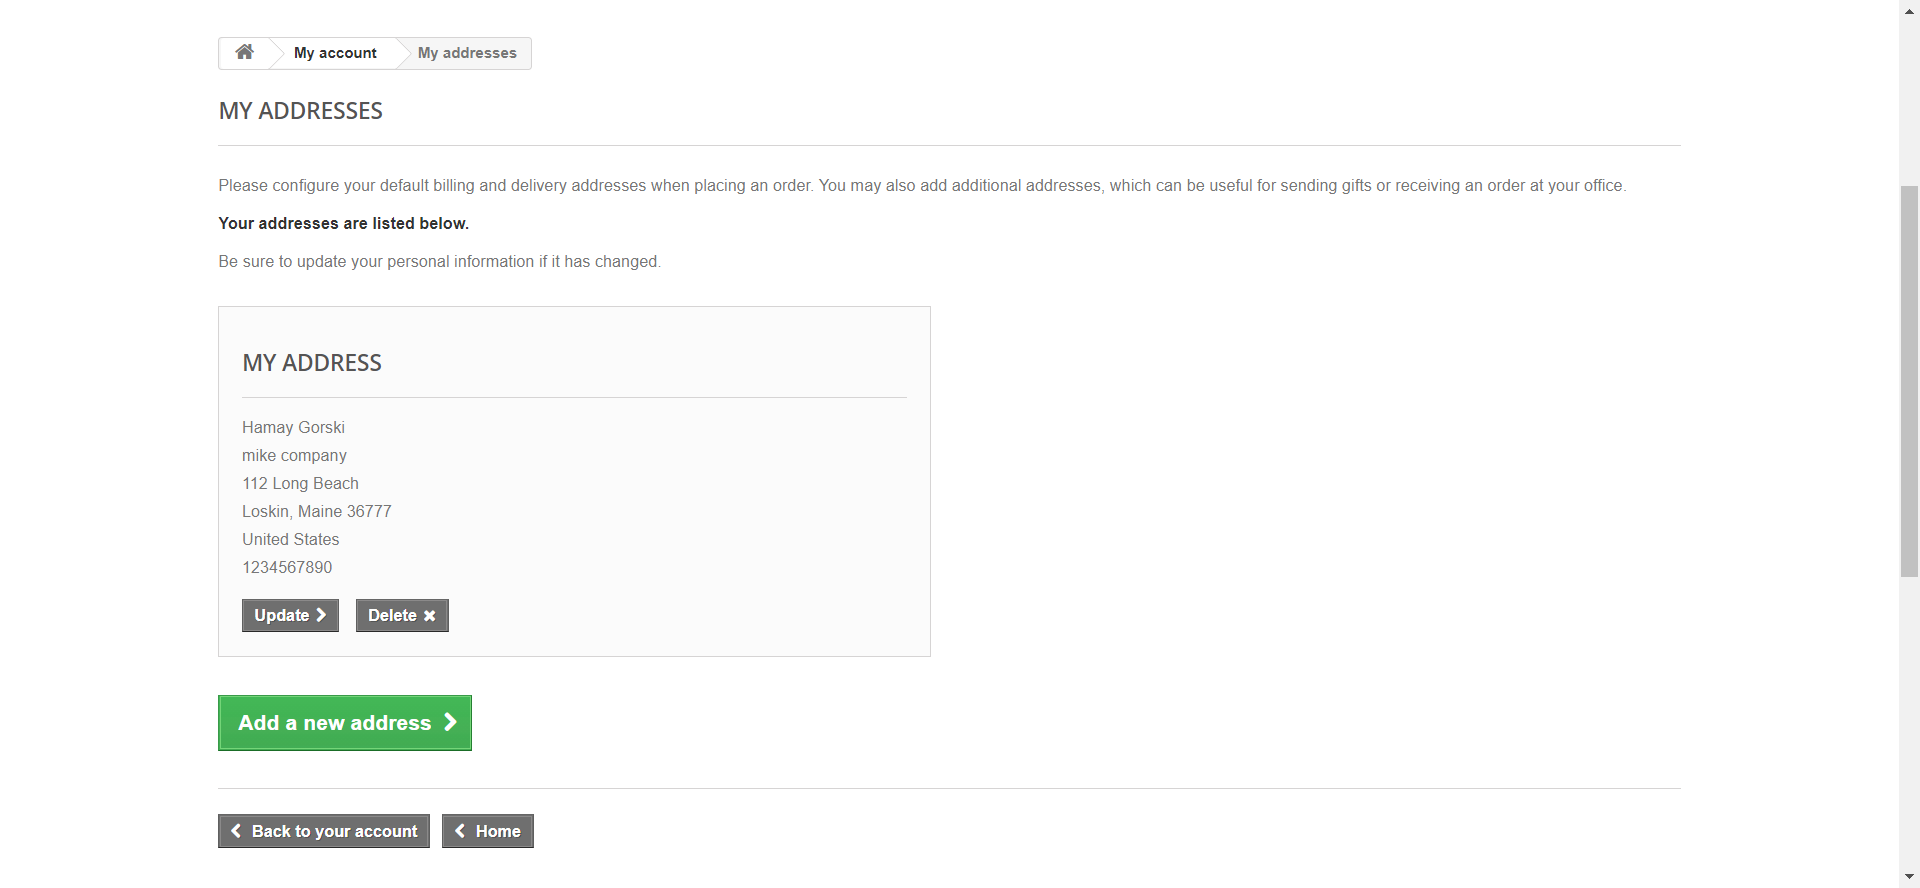 My account
My addresses
MY ADDRESSES
Please configure your default billing and delivery addresses when placing an order. You may also add additional addresses, which can be useful for sending gifts or receiving an order at your office.
Your addresses are listed below.
Be sure to update your personal information if it has changed.
MY ADDRESS
Hamay Gorski
mike company
112 Long Beach
Loskin, Maine 36777
United States
1234567890
Update
Delete
Add a new address
Back to your account
Home